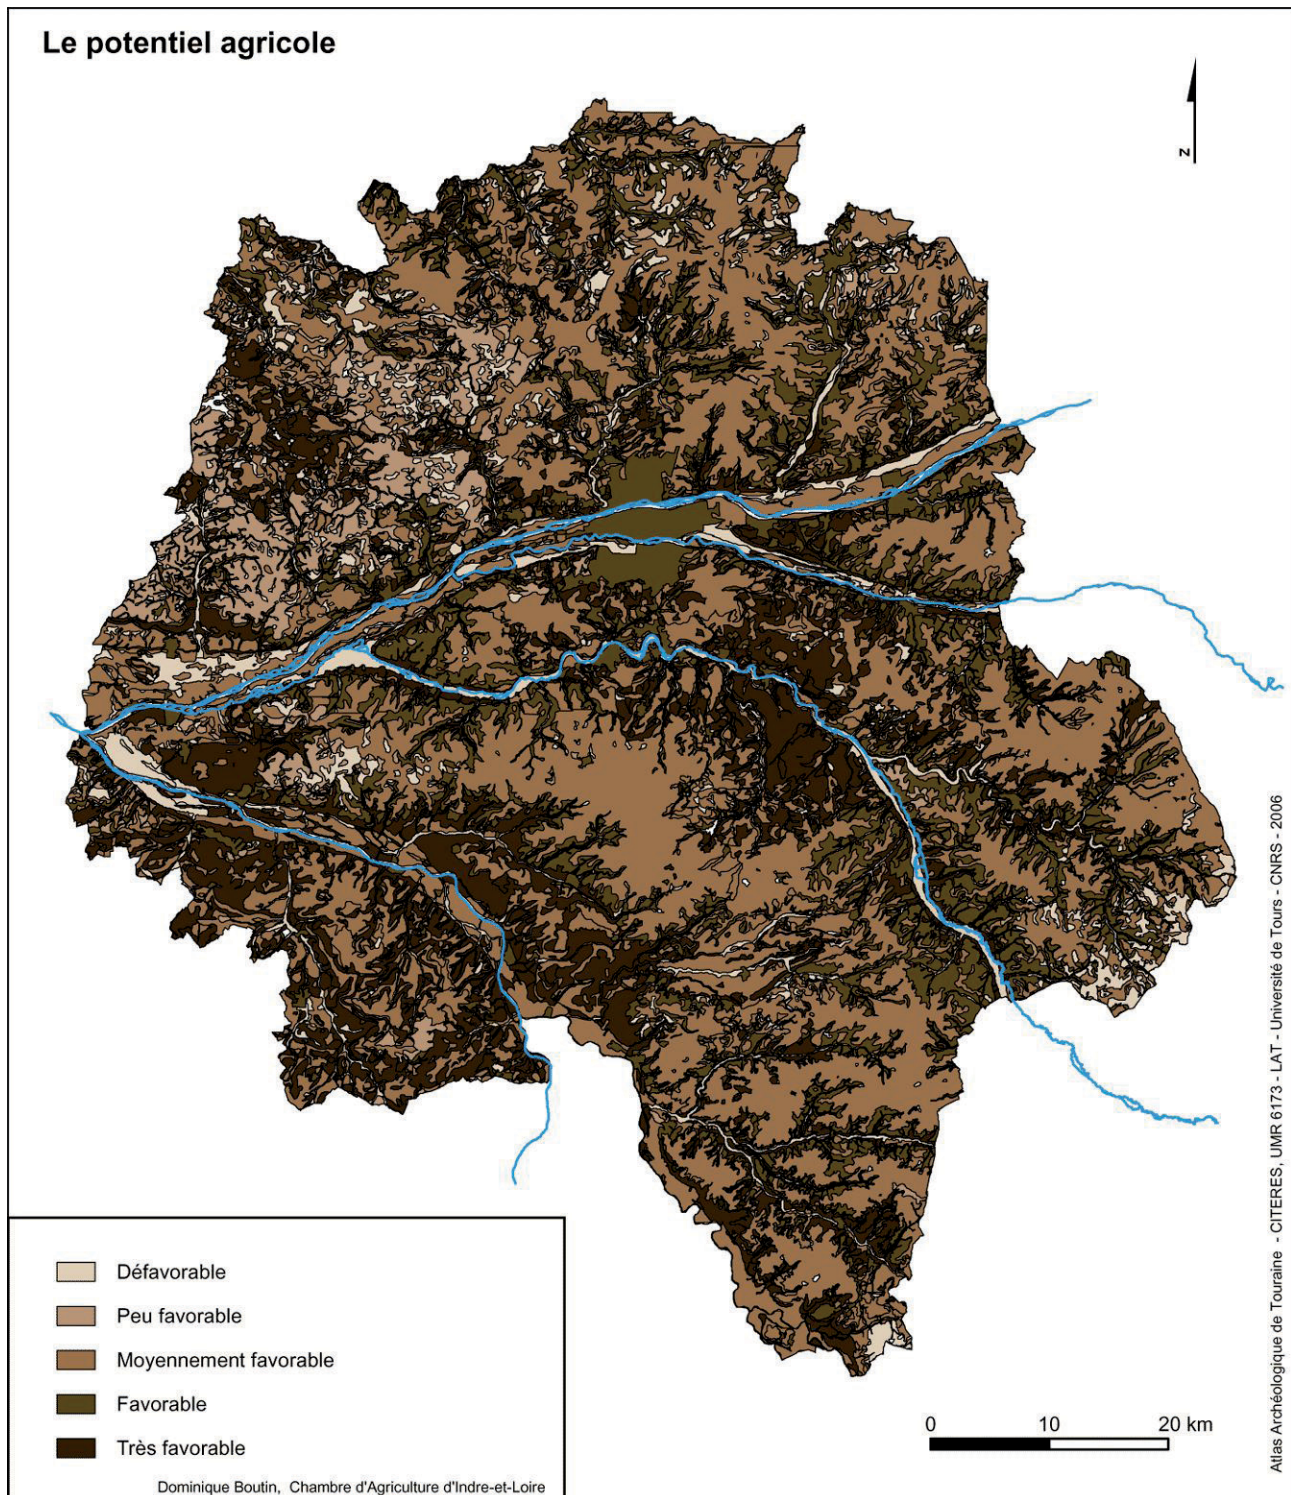 Le potentiel agricole
N
Défavorable
Peu favorable
Moyennement favorable
Favorable
Très favorable
Dominique Boutin, Chambre d'Agriculture d'Indre-et-Loire
0 10 20 km
Atlas Archéologique de Touraine - CITERES, UMR 6173 - LAT - Université de Tours - CNRS - 2006